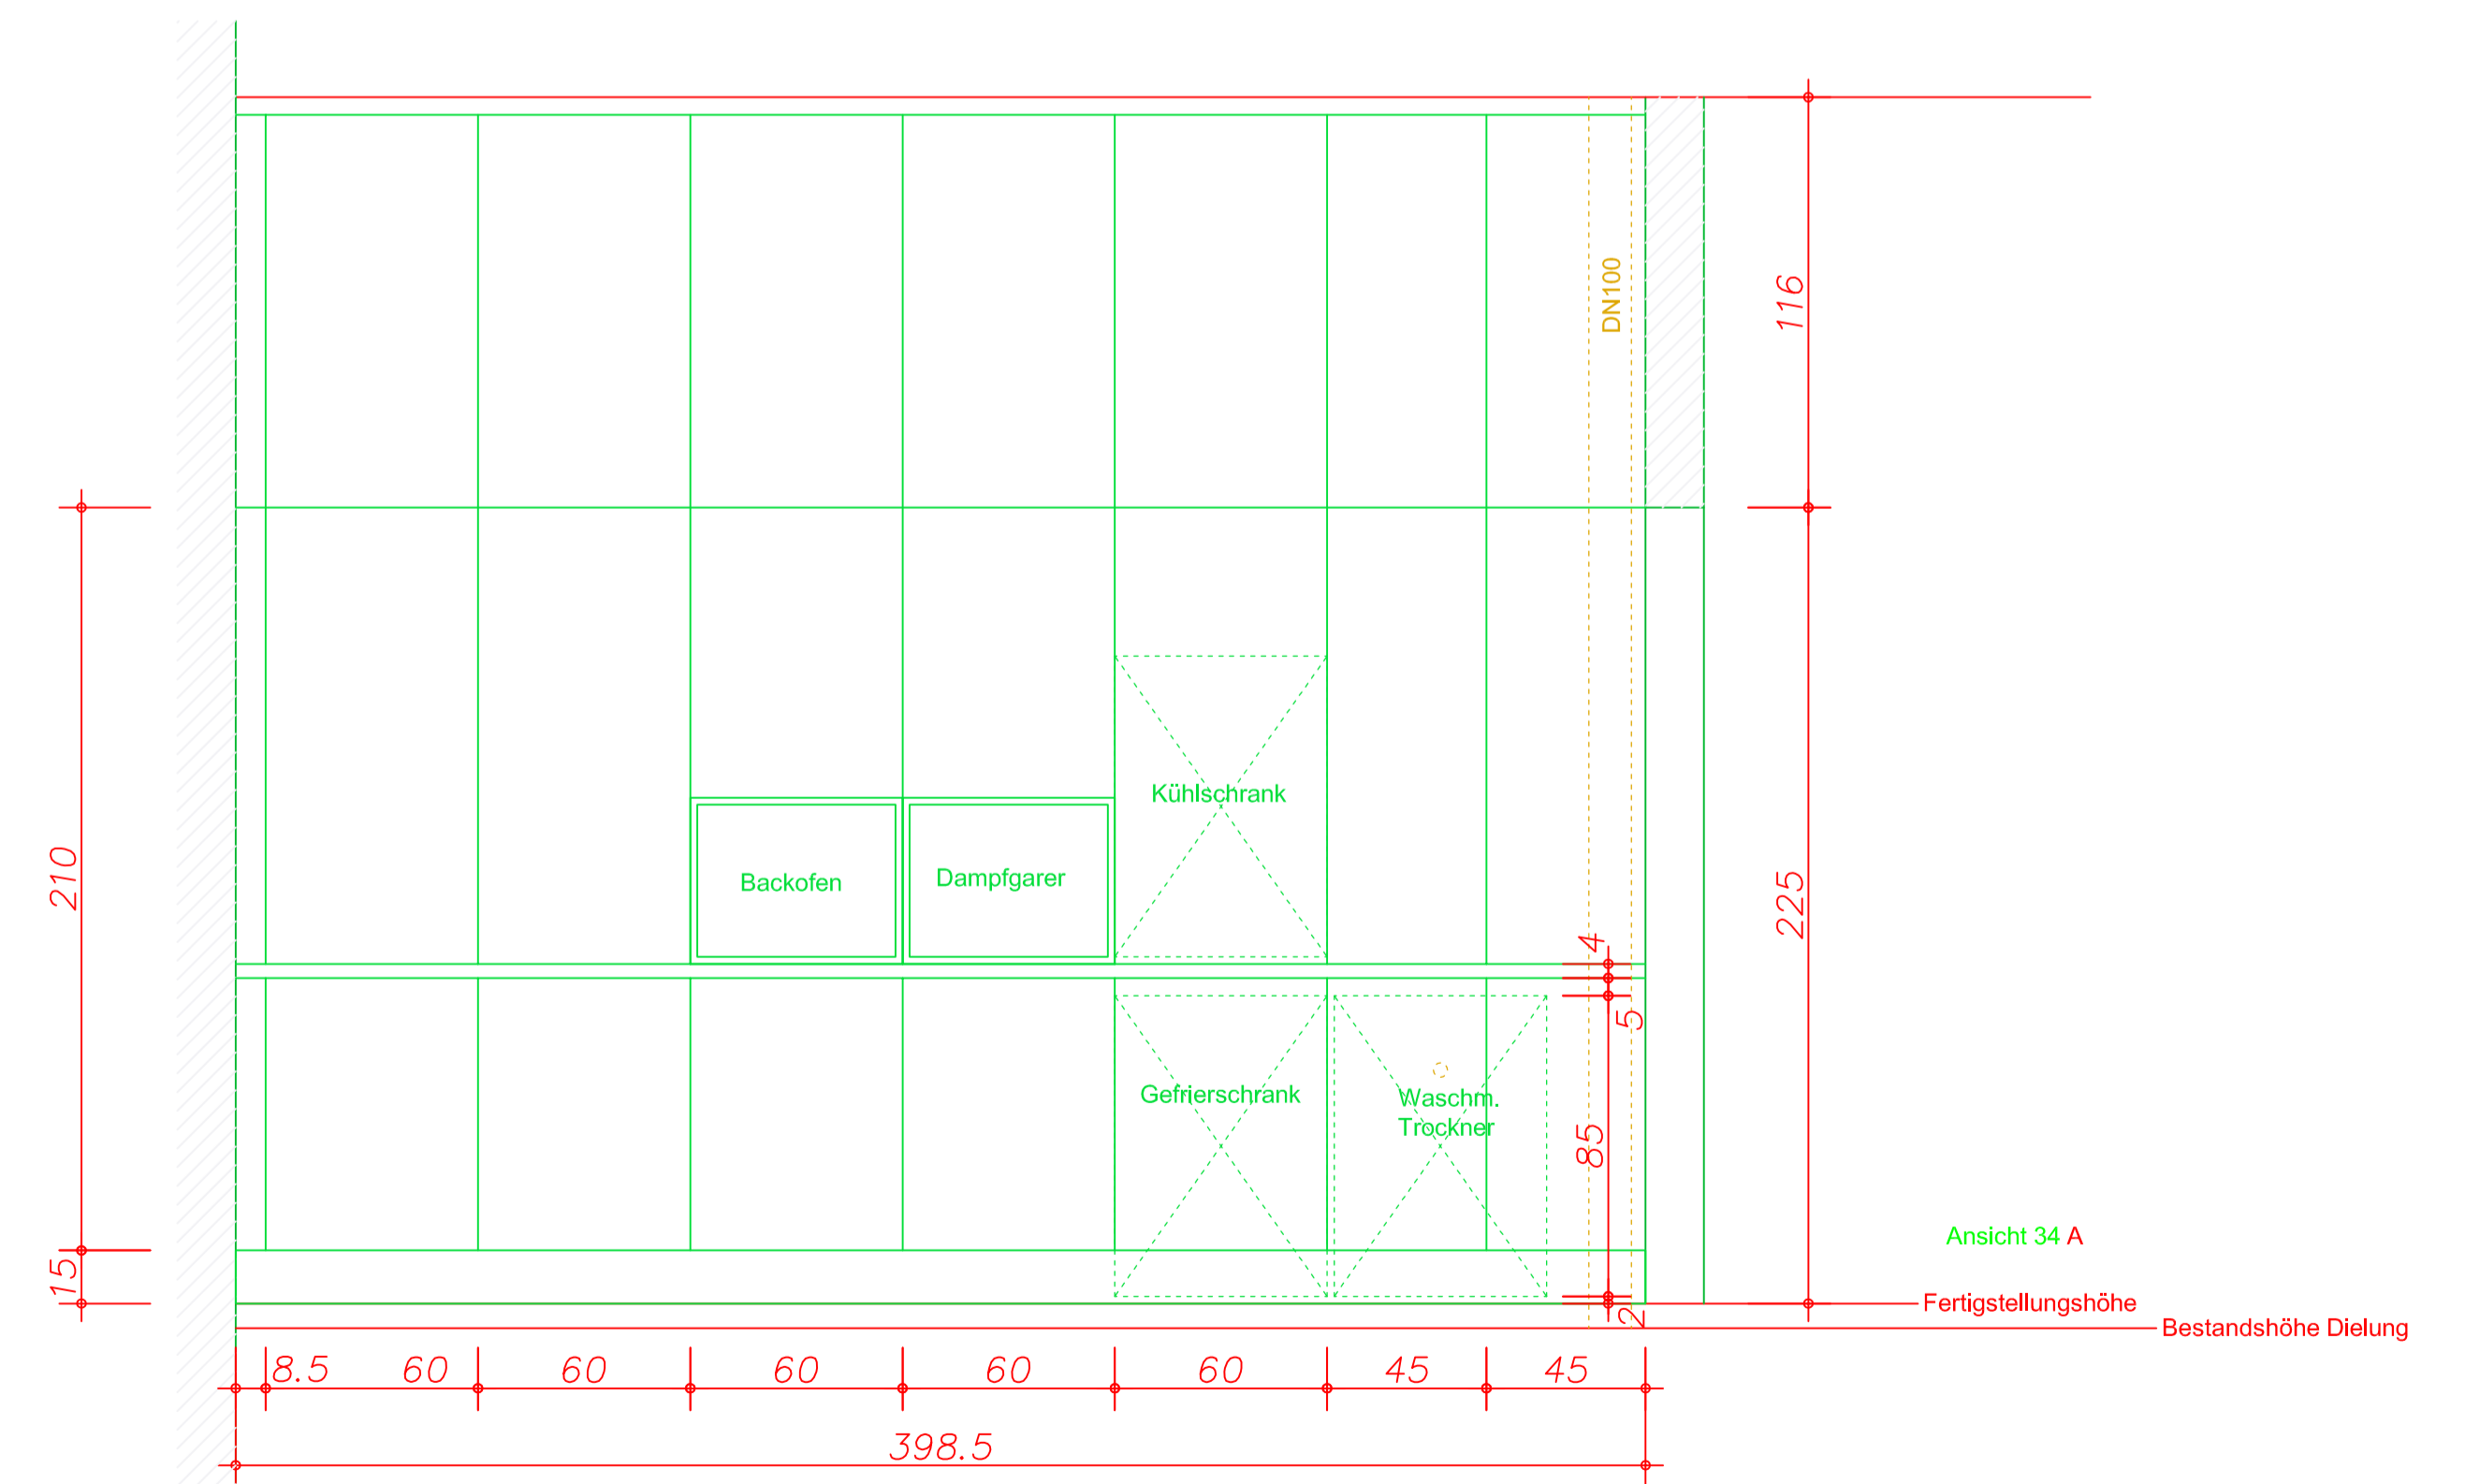 DN100
116
210
Kühlschrank
Backofen
Dampfgarer
225
4
5
Gefrierschrank
Waschm.
Trockner
85
15
2
Ansicht 34 A
Fertigstellungshöhe
Bestandshöhe Dielung
8.5 60 60 60 60 60 45 45
398.5